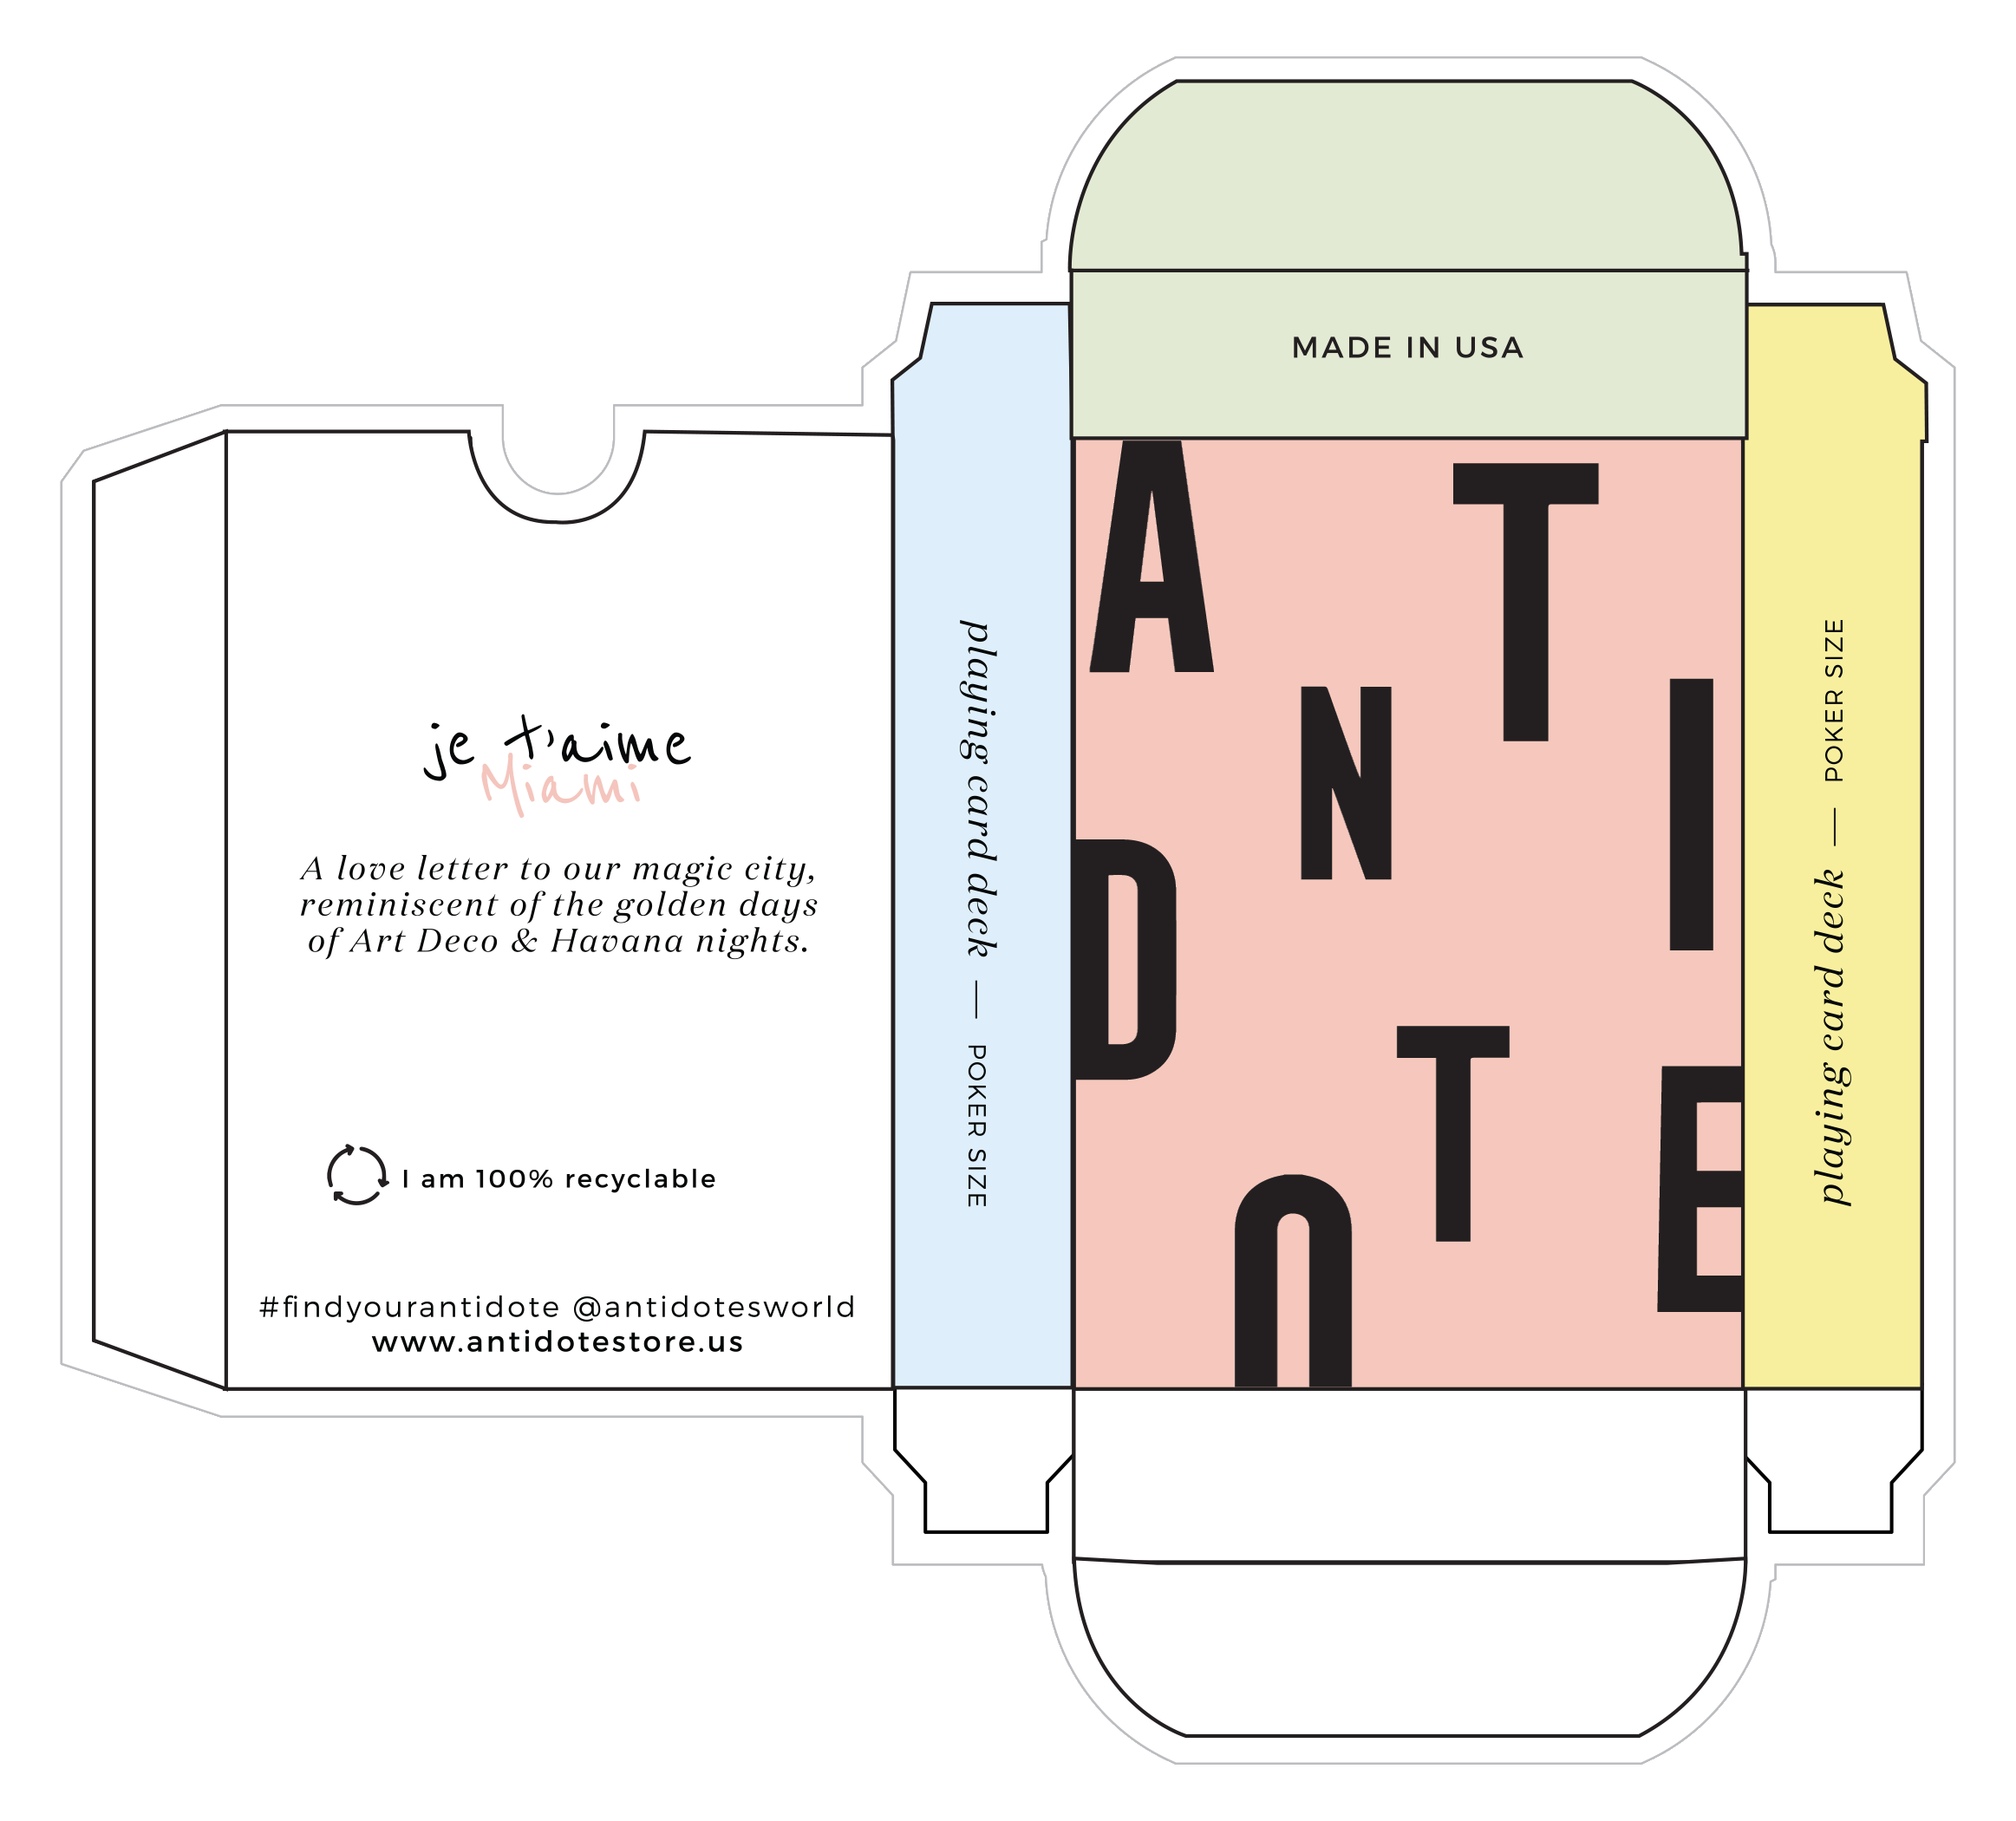 MADE IN USA
A T
N I
D
T E
O
je t'aime
Miami
A love letter to our magic city,
reminiscent of the golden days
of Art Deco & Havana nights.
I am 100% recyclable
#findyourantidote @antidotesworld
www.antidotestore.us
playing card deck — POKER SIZE
playing card deck — POKER SIZE